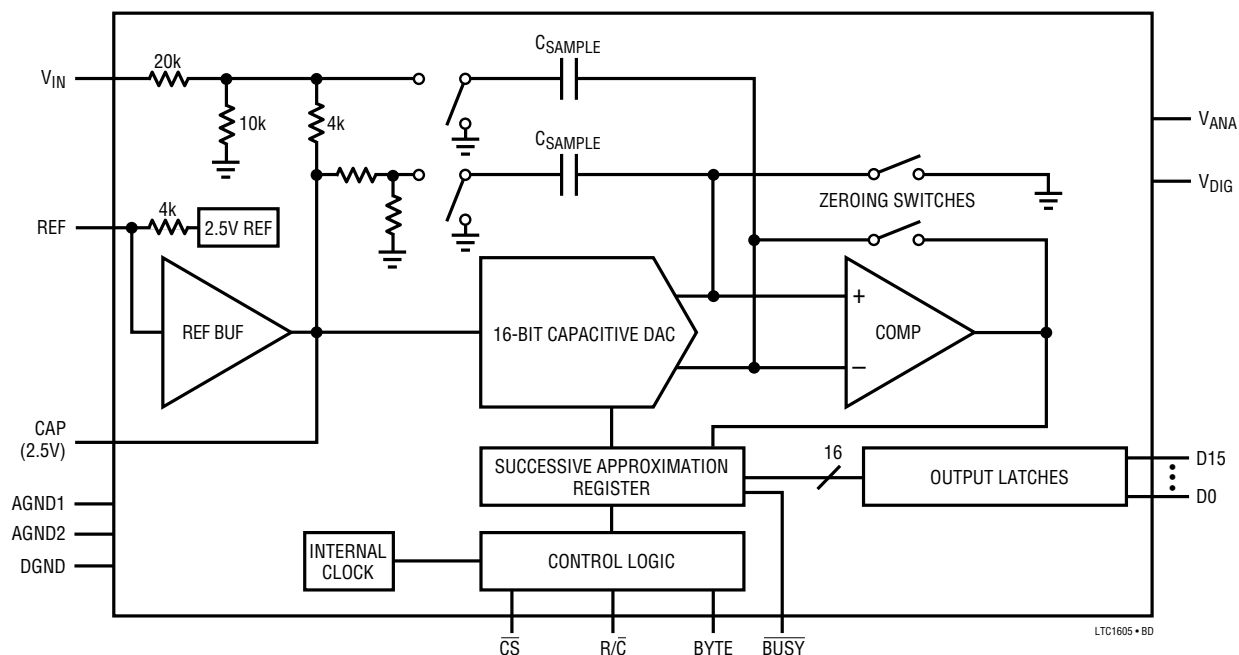 C_SAMPLE
20k
V_IN
10k
4k
C_SAMPLE
V_ANA
ZEROING SWITCHES
V_DIG
4k
REF
2.5V REF
+
REF BUF
16-BIT CAPACITIVE DAC
COMP
–
CAP
(2.5V)
16
SUCCESSIVE APPROXIMATION
REGISTER
OUTPUT LATCHES
D15
D0
AGND1
AGND2
DGND
INTERNAL
CLOCK
CONTROL LOGIC
C̅S̅
R/C̅
BYTE
B̅U̅S̅Y̅
LTC1605 • BD